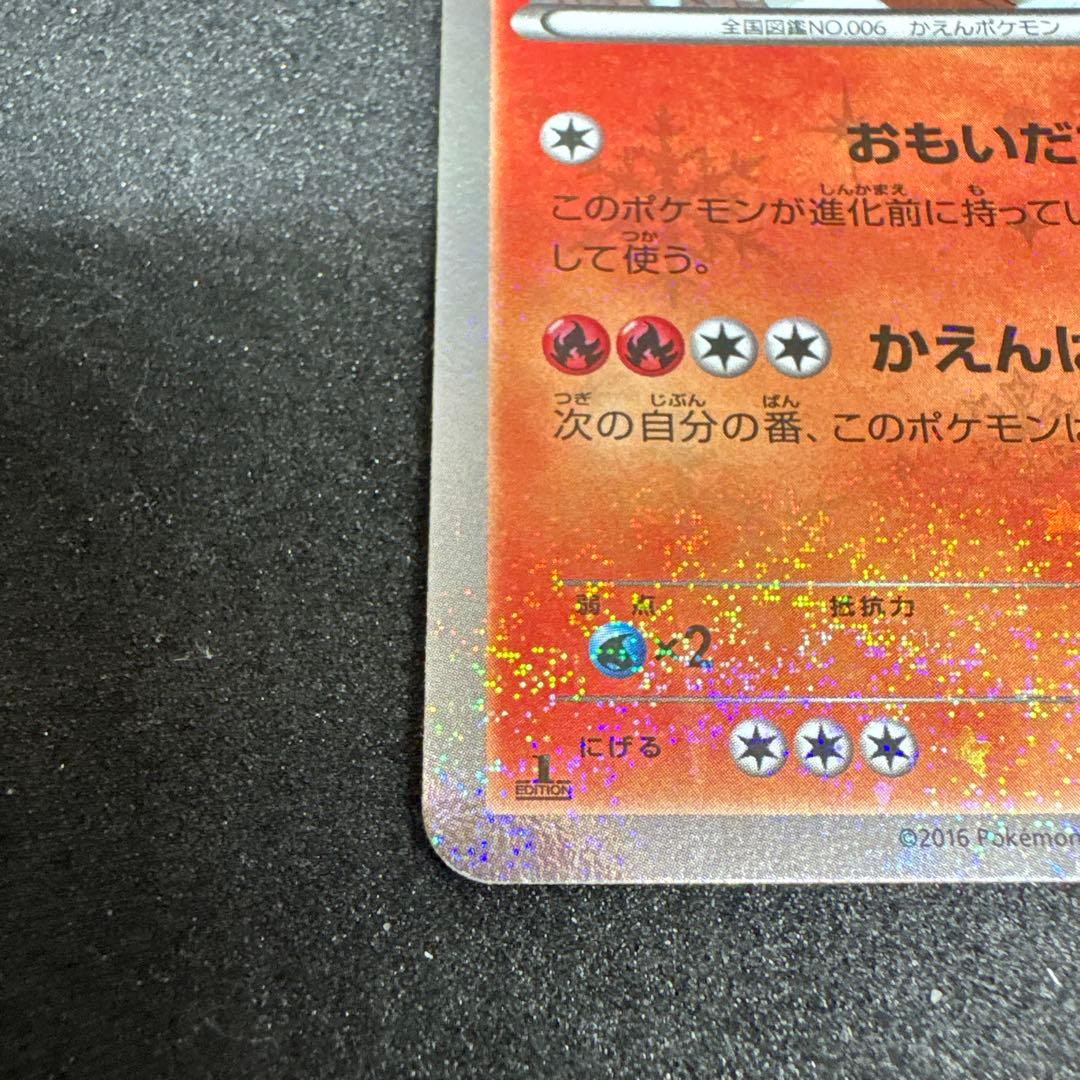 全国図鑑NO.006 かえんポケモン
おもいだ
しんかまえ も
このポケモンが進化前に持ってい
つか
して使う。
かえん
つぎ じぶん ばん
次の自分の番、このポケモンは
弱点 抵抗力
×2
にげる
1
EDITION
©2016 Pokémon